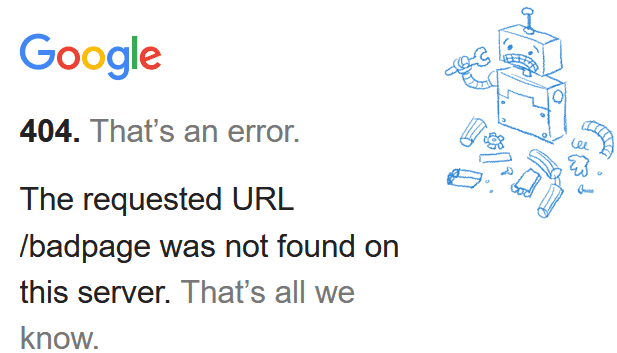 Google
404. That’s an error.
The requested URL
/badpage was not found on
this server. That’s all we
know.